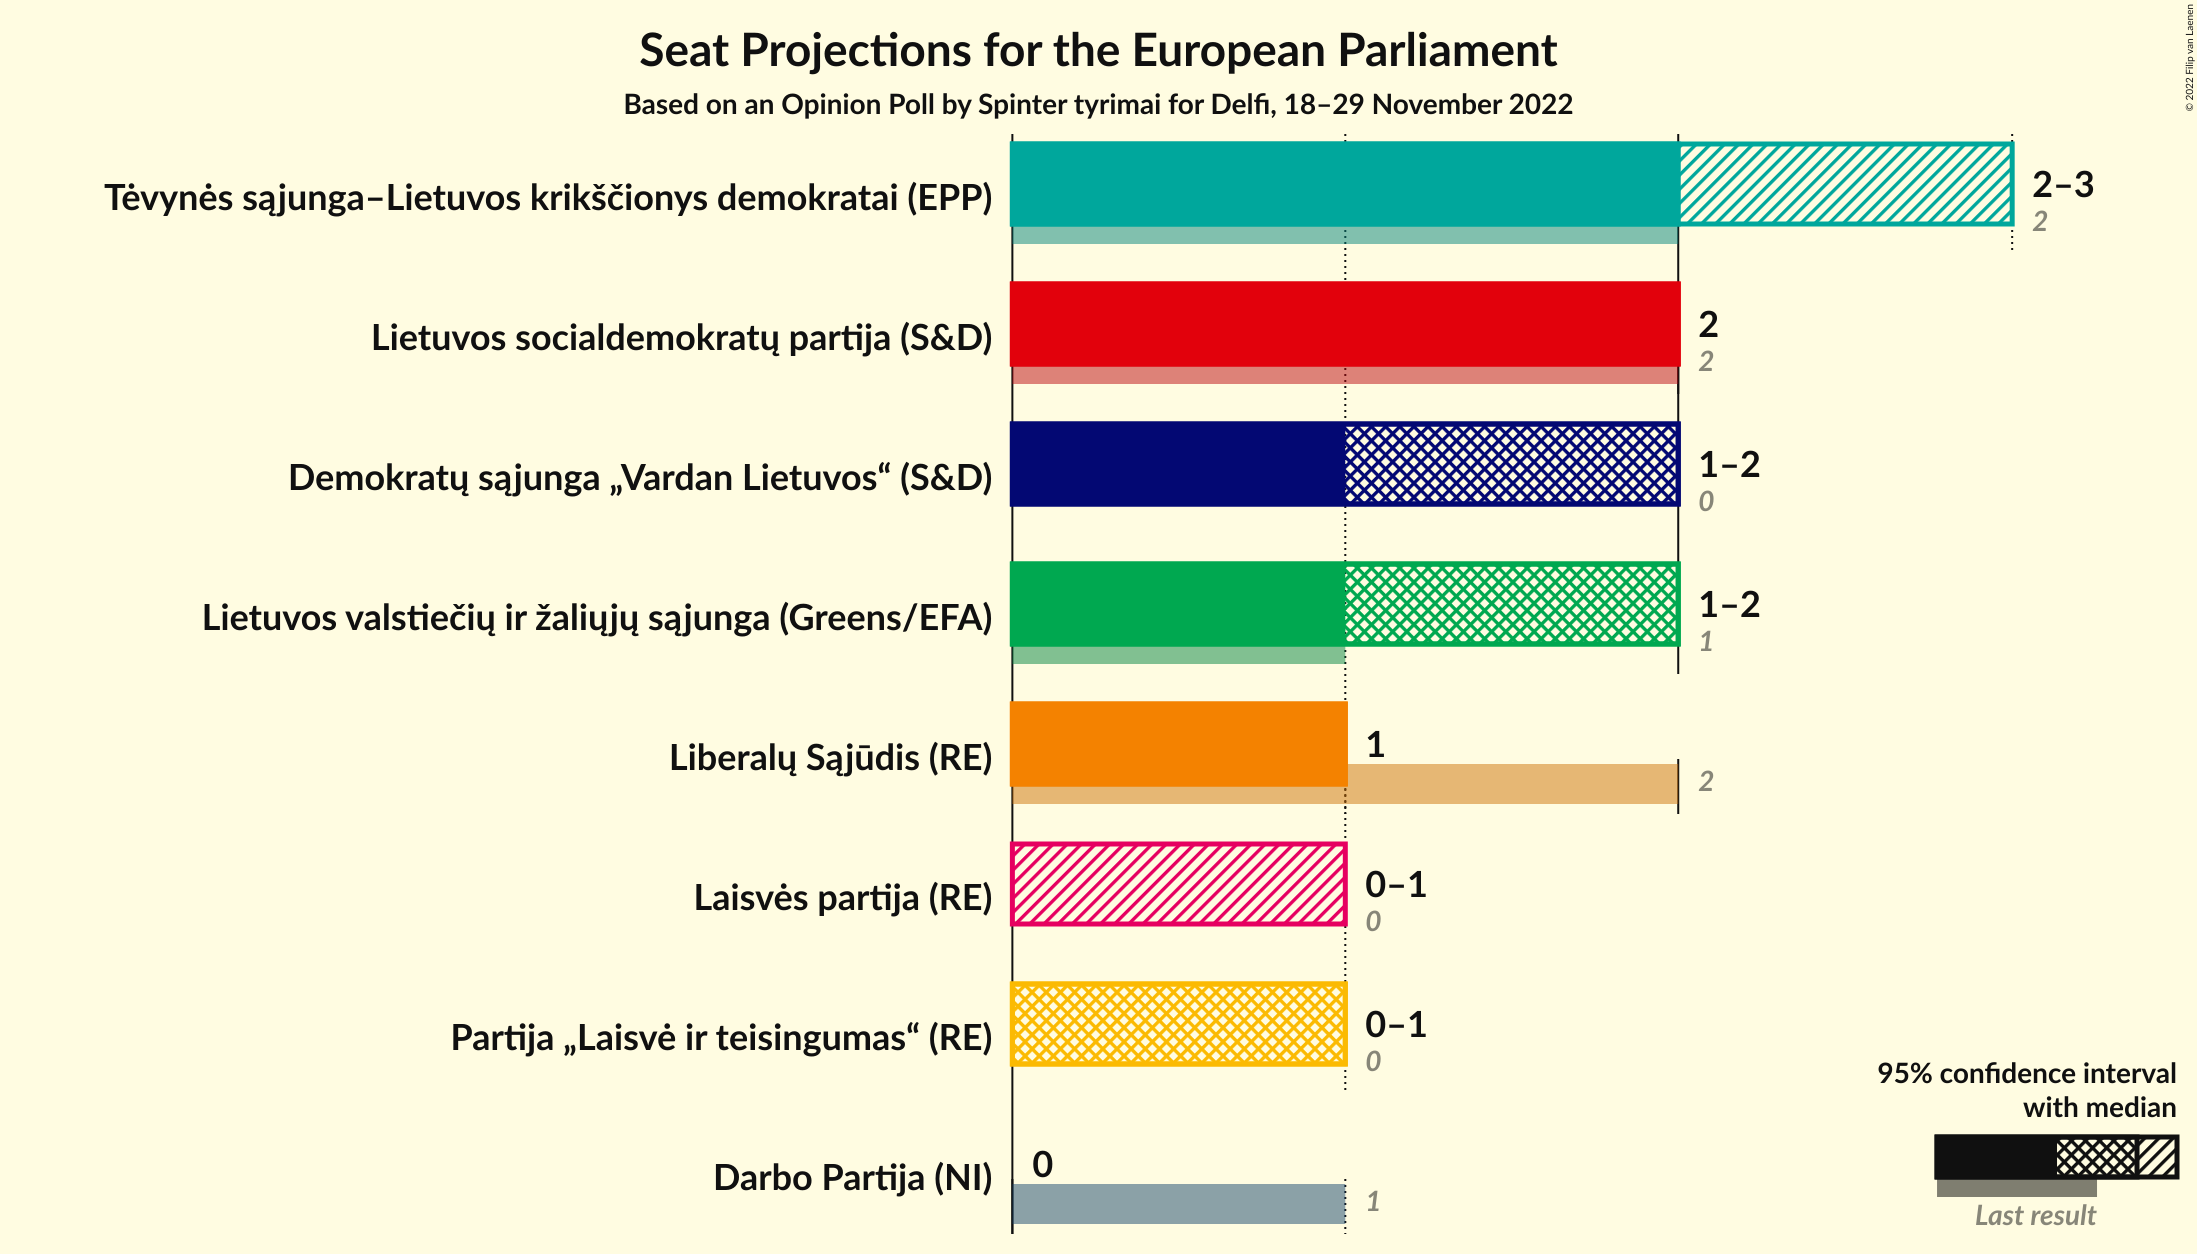 Seat Projections for the European Parliament
Based on an Opinion Poll by Spinter tyrimai for Delfi, 18–29 November 2022
© 2022 Filip van Laenen
Tėvynės sąjunga–Lietuvos krikščionys demokratai (EPP)
2–3
2
Lietuvos socialdemokratų partija (S&D)
2
2
Demokratų sąjunga „Vardan Lietuvos“ (S&D)
1–2
0
Lietuvos valstiečių ir žaliųjų sąjunga (Greens/EFA)
1–2
1
Liberalų Sąjūdis (RE)
1
2
Laisvės partija (RE)
0–1
0
Partija „Laisvė ir teisingumas“ (RE)
0–1
0
Darbo Partija (NI)
0
1
95% confidence interval
with median
Last result